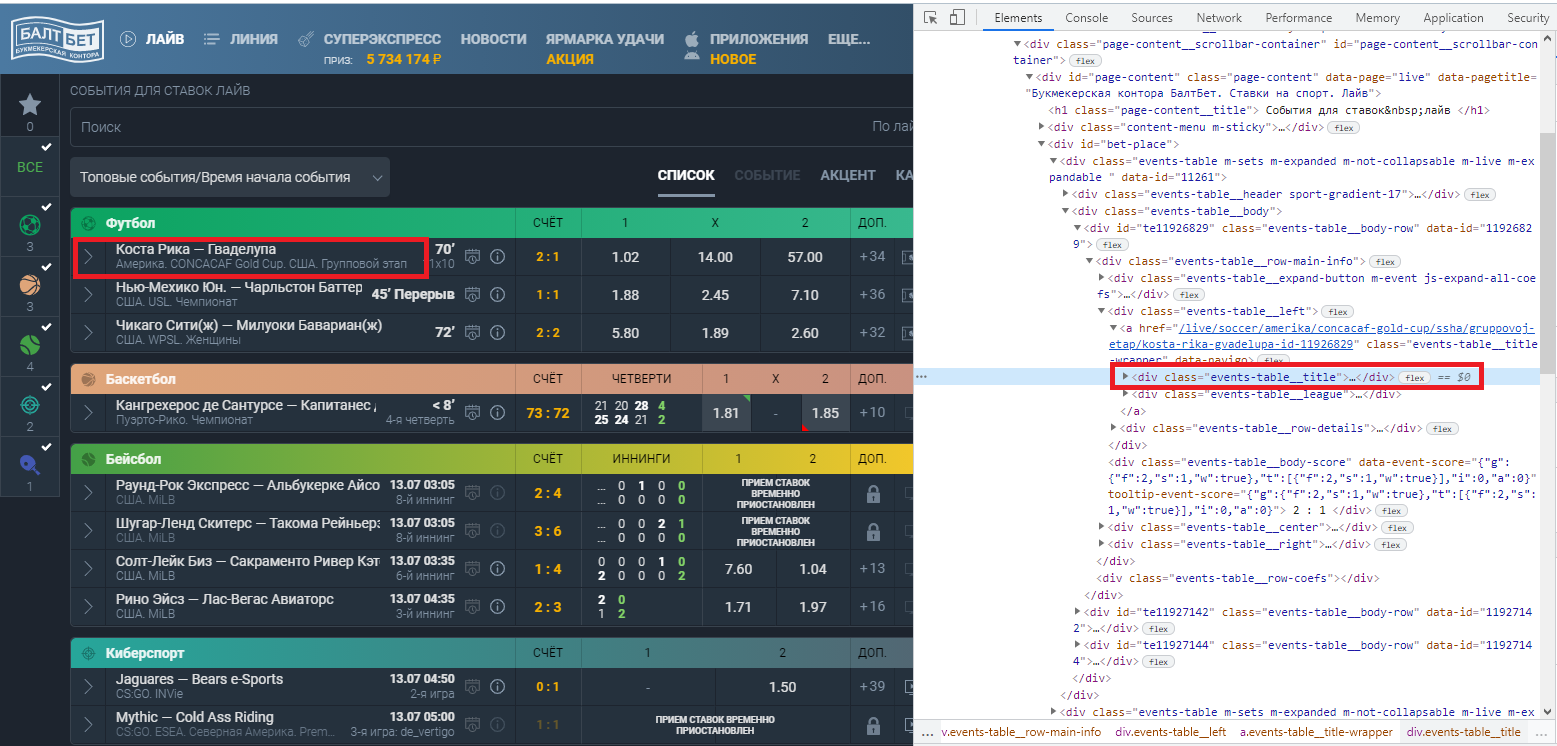 БАЛТБЕТ
БУКМЕКЕРСКАЯ КОНТОРА
ЛАЙВ ЛИНИЯ СУПЕРЭКСПРЕСС НОВОСТИ ЯРМАРКА УДАЧИ ПРИЛОЖЕНИЯ ЕЩЕ...
ПРИЗ: 5 734 174 ₽ АКЦИЯ НОВОЕ
СОБЫТИЯ ДЛЯ СТАВОК ЛАЙВ
0
Поиск По лай
ВСЕ
Топовые события/Время начала события СПИСОК СОБЫТИЕ АКЦЕНТ КА
3
3
4
2
1
Футбол СЧЁТ 1 X 2 ДОП.
Коста Рика — Гваделупа 70’ 2:1 1.02 14.00 57.00 +34
Америка. CONCACAF Gold Cup. США. Групповой этап 1x10
Нью-Мехико Юн. — Чарльстон Баттер 45’ Перерыв 1:1 1.88 2.45 7.10 +36
США. USL. Чемпионат
Чикаго Сити(ж) — Милуоки Бавариан(ж) 72’ 2:2 5.80 1.89 2.60 +32
США. WPSL. Женщины
Баскетбол СЧЁТ ЧЕТВЕРТИ 1 X 2 ДОП.
Кангрехерос де Сантурсе — Капитанес < 8’ 73:72 21 20 28 4 1.81 - 1.85 +10
Пуэрто-Рико. Чемпионат 4-я четверть 25 24 21 2
Бейсбол СЧЁТ ИННИНГИ 1 2 ДОП.
Раунд-Рок Экспресс — Альбукерке Айсо 13.07 03:05 2:4 ... 0 1 0 0 ПРИЕМ СТАВОК ВРЕМЕННО ПРИОСТАНОВЛЕН
США. MiLB 8-й иннинг ... 0 0 0 0
Шугар-Ленд Скитерс — Такома Рейньерз 13.07 03:05 3:6 ... 0 0 2 1 ПРИЕМ СТАВОК ВРЕМЕННО ПРИОСТАНОВЛЕН
США. MiLB 8-й иннинг ... 0 0 0 0
Солт-Лейк Биз — Сакраменто Ривер Кэт 13.07 03:35 1:4 0 0 0 1 0 7.60 1.04 +13
США. MiLB 6-й иннинг 2 0 0 0 2
Рино Эйсз — Лас-Вегас Авиаторс 13.07 04:35 2:3 2 0 1.71 1.97 +16
США. MiLB 3-й иннинг 1 2
Киберспорт СЧЁТ 1 2 ДОП.
Jaguares — Bears e-Sports 13.07 04:50 0:1 - 1.50 +39
CS:GO. INVie 2-я игра
Mythic — Cold Ass Riding 13.07 05:00 1:1 ПРИЕМ СТАВОК ВРЕМЕННО ПРИОСТАНОВЛЕН
CS:GO. ESEA. Северная Америка. Prem... 3-я игра: de_vertigo
Elements Console Sources Network Performance Memory Application Security
<div class="page-content__scrollbar-container" id="page-content__scrollbar-con
tainer"> flex
<div id="page-content" class="page-content" data-page="live" data-pagetitle=
"Букмекерская контора БалтБет. Ставки на спорт. Лайв">
<h1 class="page-content__title"> События для ставок&nbsp;лайв </h1>
<div class="content-menu m-sticky">…</div> flex
<div id="bet-place">
<div class="events-table m-sets m-expanded m-not-collapsable m-live m-ex
pandable " data-id="11261">
<div class="events-table__header sport-gradient-17">…</div> flex
<div class="events-table__body">
<div id="te11926829" class="events-table__body-row" data-id="1192682
9"> flex
<div class="events-table__row-main-info"> flex
<div class="events-table__expand-button m-event js-expand-all-co
efs">…</div> flex
<div class="events-table__left"> flex
<a href="/live/soccer/amerika/concacaf-gold-cup/ssha/gruppovoj-
etap/kosta-rika-gvadelupa-id-11926829" class="events-table__title
-wrapper" data-navigo> flex
... <div class="events-table__title">…</div> flex == $0
<div class="events-table__league">…</div>
</a>
<div class="events-table__row-details">…</div> flex
</div>
<div class="events-table__body-score" data-event-score="{"g":
{"f":2,"s":1,"w":true},"t":[{"f":2,"s":1,"w":true}],"i":0,"a":0}"
tooltip-event-score="{"g":{"f":2,"s":1,"w":true},"t":[{"f":2,"s":
1,"w":true}],"i":0,"a":0}"> 2 : 1 </div> flex
<div class="events-table__center">…</div> flex
<div class="events-table__right">…</div> flex
</div>
<div class="events-table__row-coefs"></div>
</div>
<div id="te11927142" class="events-table__body-row" data-id="1192714
2">…</div> flex
<div id="te11927144" class="events-table__body-row" data-id="1192714
4">…</div> flex
</div>
</div>
<div class="events-table m-sets m-expanded m-not-collapsable m-live m-ex
... v.events-table__row-main-info div.events-table__left a.events-table__title-wrapper div.events-table__title ...